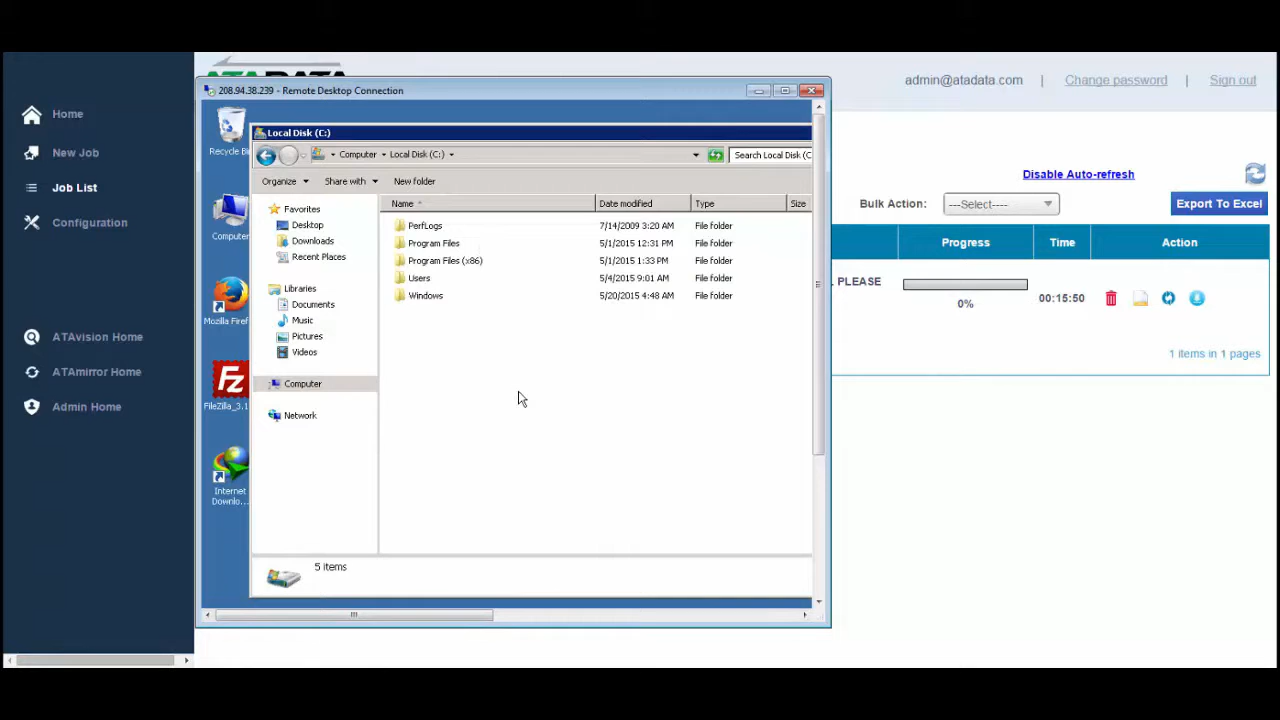 ATADATA
admin@atadata.com | Change password | Sign out
Home
New Job
Job List
Configuration
ATAvision Home
ATAmirror Home
Admin Home
208.94.38.239 - Remote Desktop Connection
Recycle Bi
Computer
Mozilla Firef
FileZilla_3.1
Internet
Downlo...
Local Disk (C:)
Computer Local Disk (C:)
Search Local Disk (C
Organize Share with New folder
Favorites
Desktop
Downloads
Recent Places
Libraries
Documents
Music
Pictures
Videos
Computer
Network
Name Date modified Type Size
PerfLogs 7/14/2009 3:20 AM File folder
Program Files 5/1/2015 12:31 PM File folder
Program Files (x86) 5/1/2015 1:33 PM File folder
Users 5/4/2015 9:01 AM File folder
Windows 5/20/2015 4:48 AM File folder
5 items
Disable Auto-refresh
Bulk Action: ---Select---- Export To Excel
Progress Time Action
PLEASE
0% 00:15:50
1 items in 1 pages